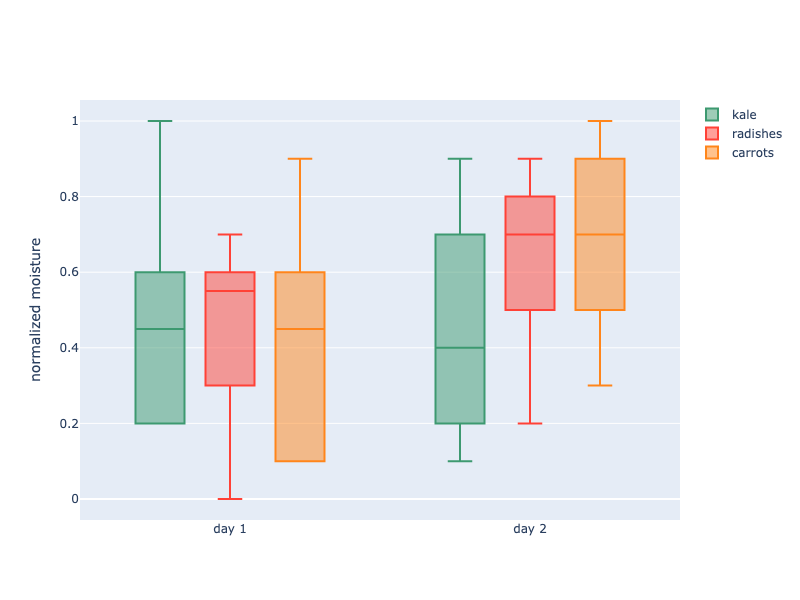 kale
radishes
carrots
normalized moisture
1
0.8
0.6
0.4
0.2
0
day 1
day 2